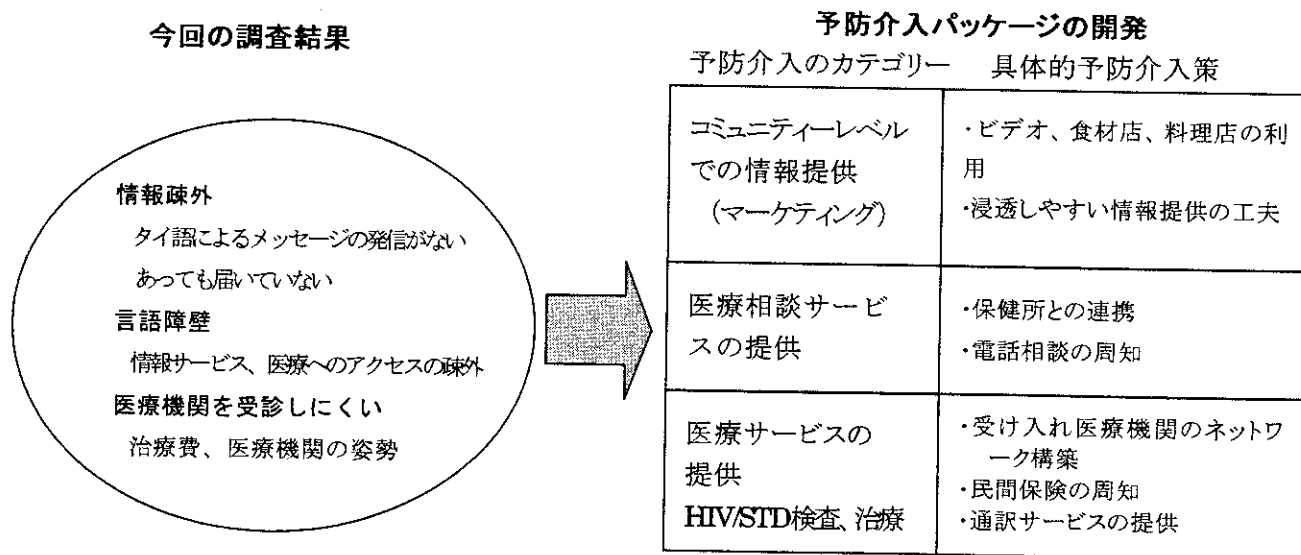 今回の調査結果
情報疎外
タイ語によるメッセージの発信がない
あっても届いていない
言語障壁
情報サービス、医療へのアクセスの疎外
医療機関を受診しにくい
治療費、医療機関の姿勢
予防介入パッケージの開発
予防介入のカテゴリー　具体的予防介入策
コミュニティーレベル
での情報提供
（マーケティング）
・ビデオ、食材店、料理店の利
用
・浸透しやすい情報提供の工夫
医療相談サービ
スの提供
・保健所との連携
・電話相談の周知
医療サービスの
提供
HIV/STD検査、治療
・受け入れ医療機関のネットワ
ーク構築
・民間保険の周知
・通訳サービスの提供